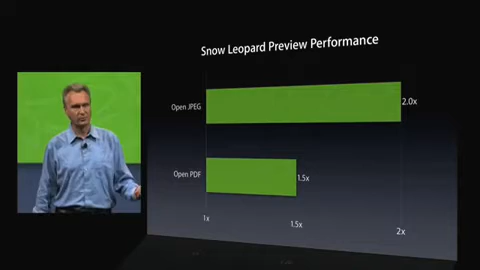 Snow Leopard Preview Performance
Open JPEG
2.0x
Open PDF
1.5x
1x
1.5x
2x